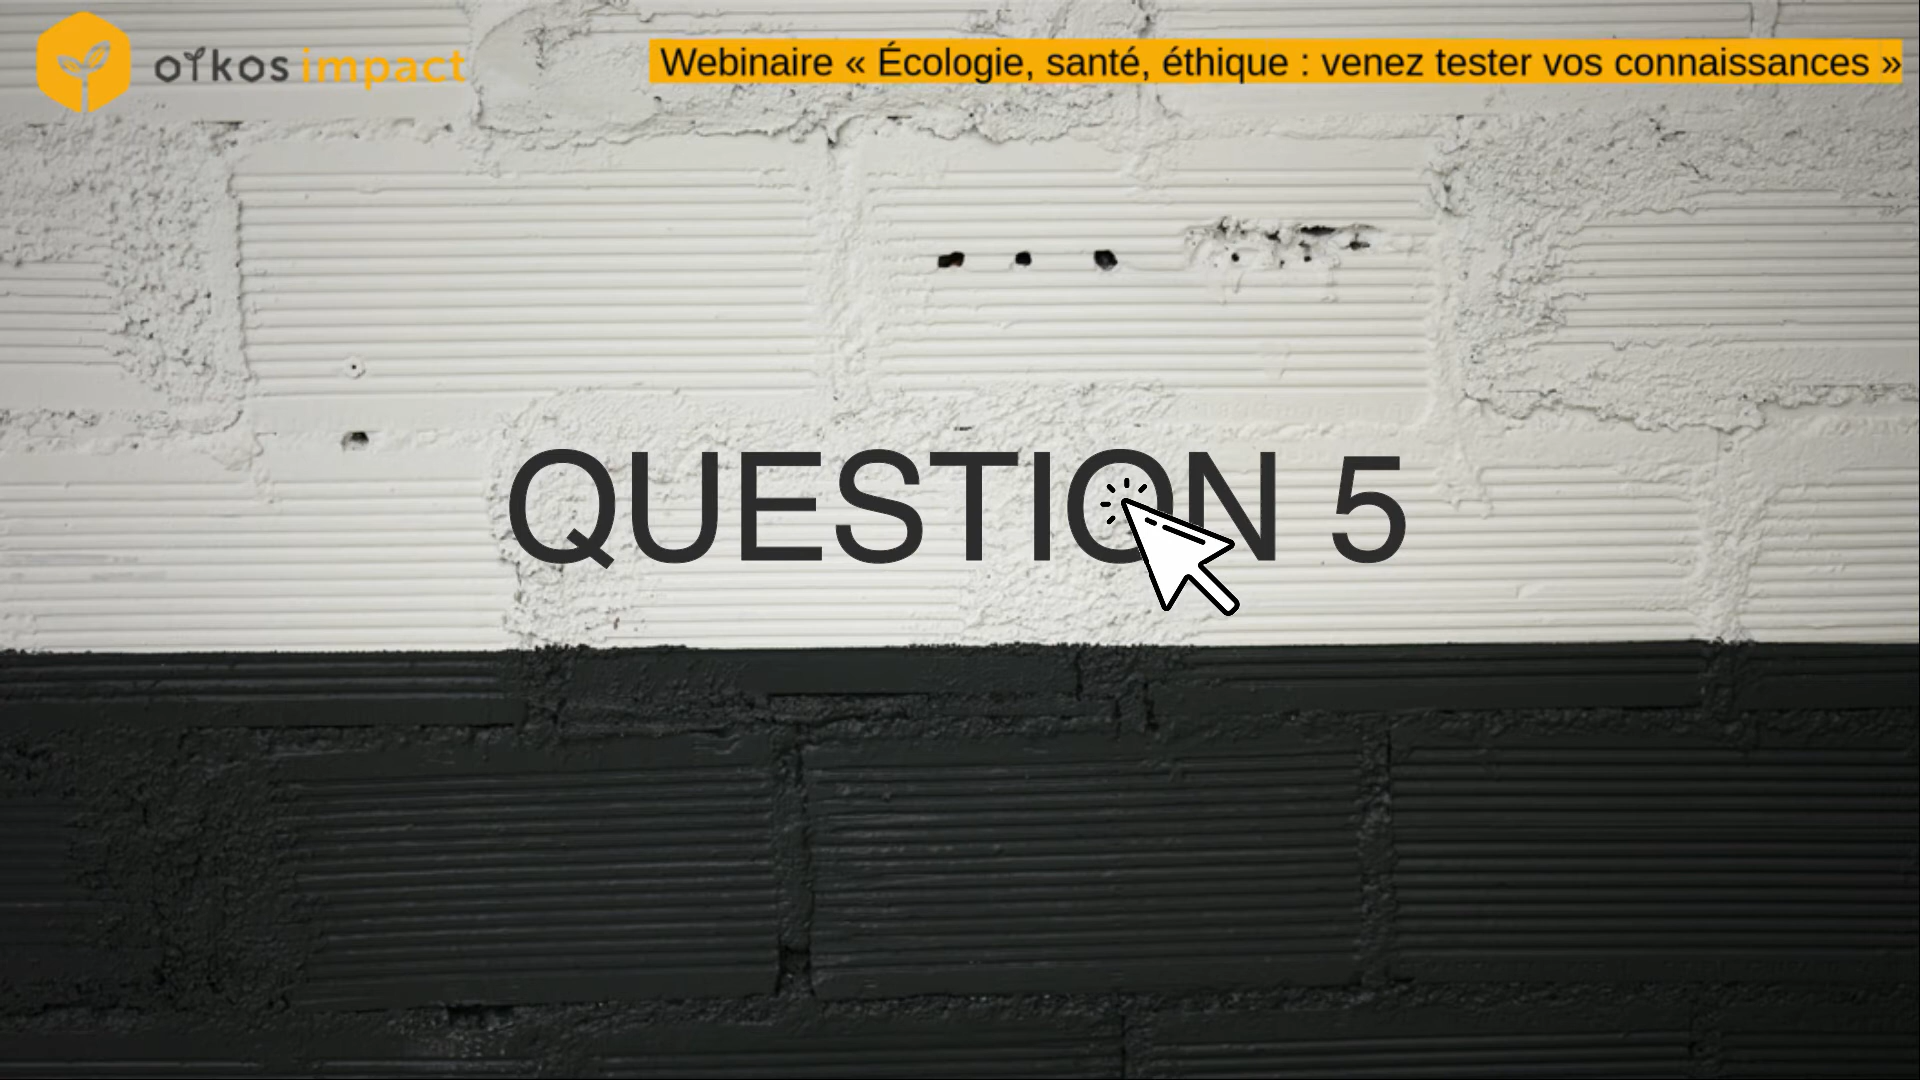 oikos impact
Webinaire « Écologie, santé, éthique : venez tester vos connaissances »
QUESTION 5